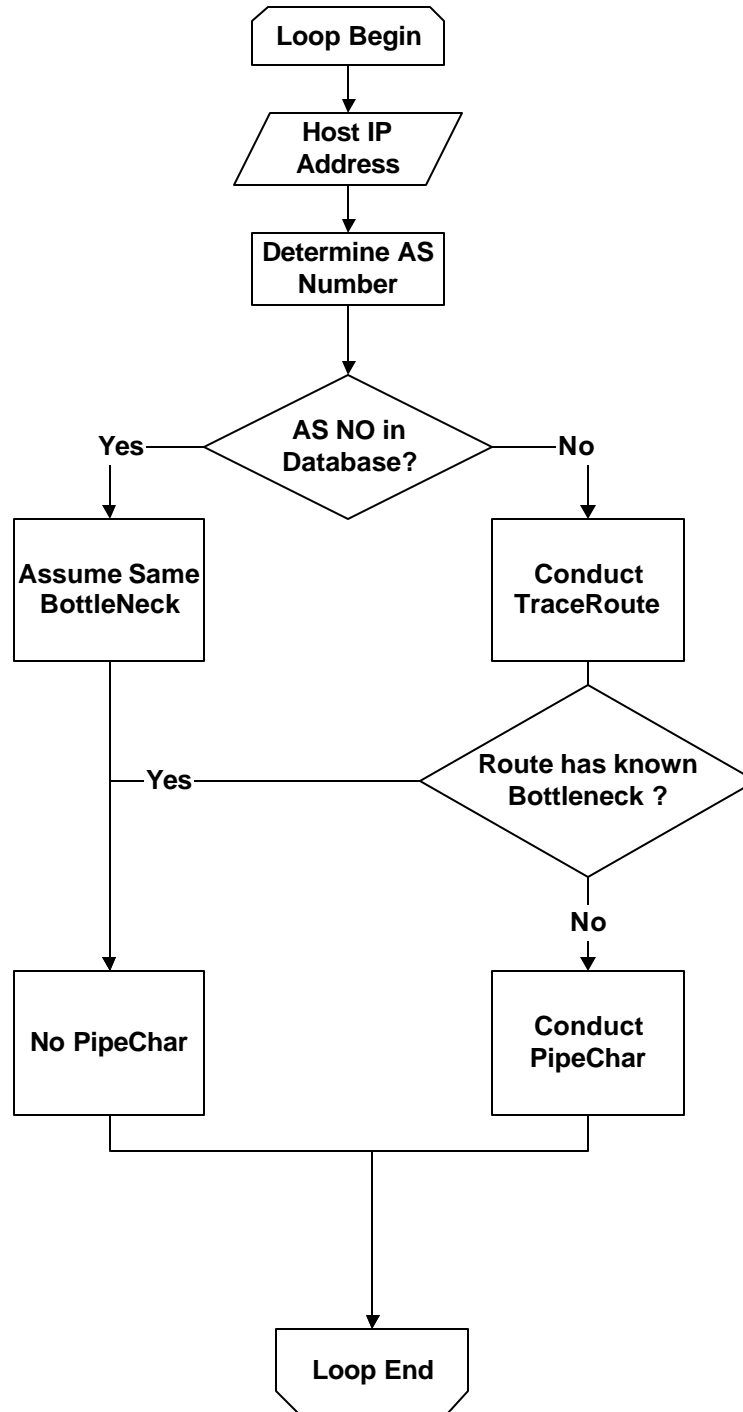 Loop Begin
Host IP
Address
Determine AS
Number
AS NO in
Database?
Yes
No
Assume Same
BottleNeck
Conduct
TraceRoute
Route has known
Bottleneck ?
Yes
No
No PipeChar
Conduct
PipeChar
Loop End